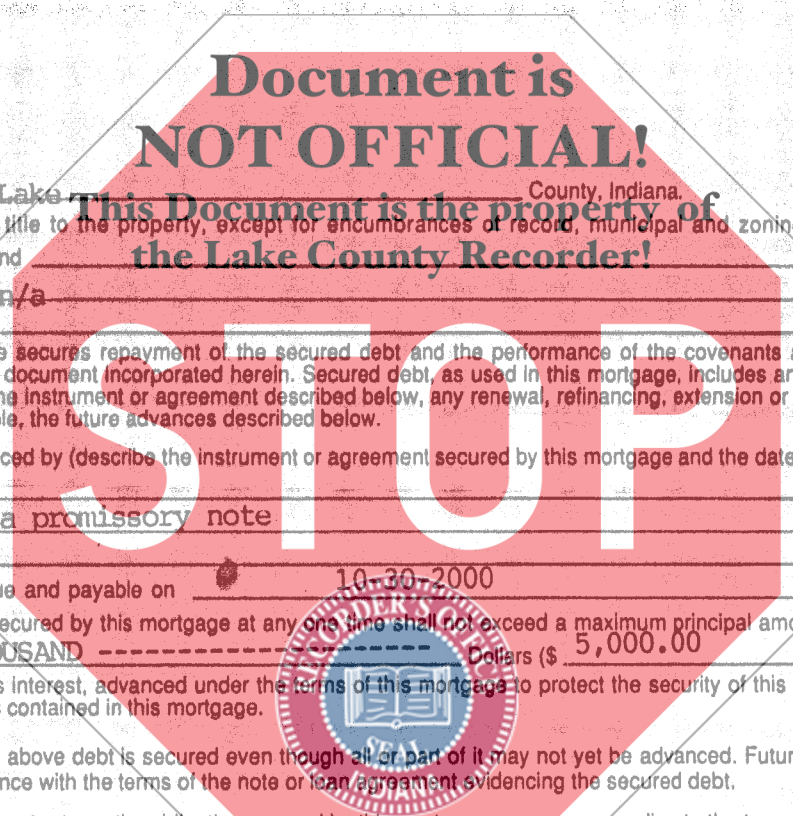 Document is
NOT OFFICIAL!
Lake County, Indiana.
This Document is the property of
title to the property, except for encumbrances of record, municipal and zonin
nd
the Lake County Recorder!
n/a
e secures repayment of the secured debt and the performance of the covenants a
document incorporated herein. Secured debt, as used in this mortgage, includes an
he instrument or agreement described below, any renewal, refinancing, extension or
le, the future advances described below.
ced by (describe the instrument or agreement secured by this mortgage and the date
STOP
a promissory note
e and payable on 10-30-2000
ecured by this mortgage at any one time shall not exceed a maximum principal amo
OUSAND -------------------------- Dollars ($ 5,000.00
s interest, advanced under the terms of this mortgage to protect the security of this
s contained in this mortgage.
RECORDER'S OFFICE
SEAL
INDIANA
above debt is secured even though all or part of it may not yet be advanced. Futur
nce with the terms of the note or loan agreement evidencing the secured debt.